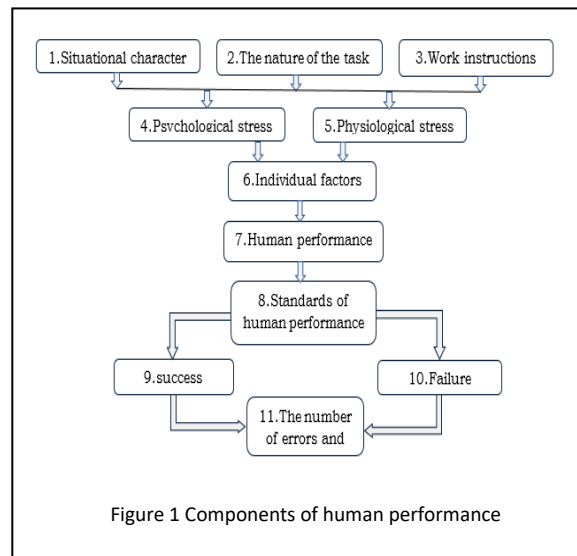 1.Situational character
2.The nature of the task
3.Work instructions
4.Psychological stress
5.Physiological stress
6.Individual factors
7.Human performance
8.Standards of
human performance
9.success
10.Failure
11.The number
of errors and
Figure 1 Components of human performance